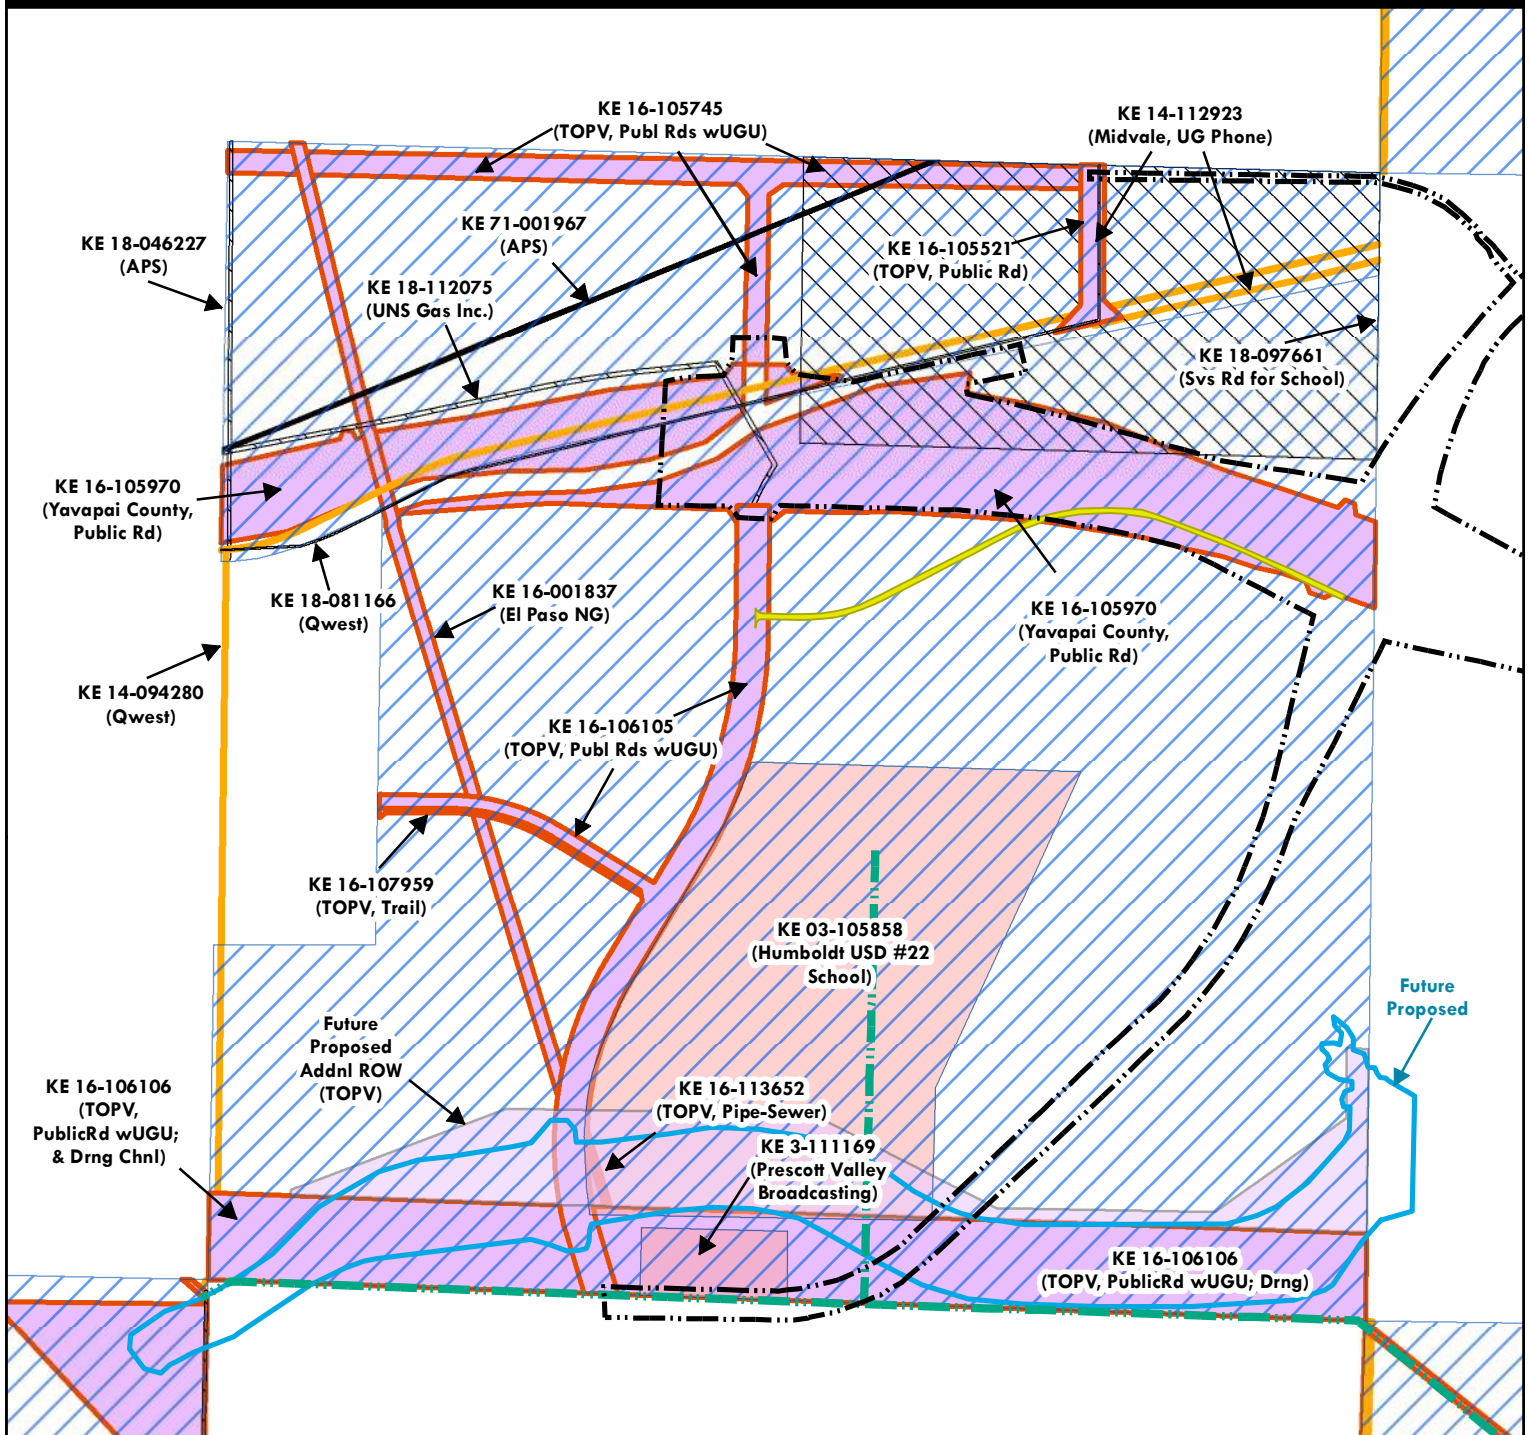 KE 16-105745
(TOPV, Publ Rds wUGU)
KE 14-112923
(Midvale, UG Phone)
KE 18-046227
(APS)
KE 71-001967
(APS)
KE 16-105521
(TOPV, Public Rd)
KE 18-112075
(UNS Gas Inc.)
KE 18-097661
(Svs Rd for School)
KE 16-105970
(Yavapai County,
Public Rd)
KE 18-081166
(Qwest)
KE 16-001837
(El Paso NG)
KE 16-105970
(Yavapai County,
Public Rd)
KE 14-094280
(Qwest)
KE 16-106105
(TOPV, Publ Rds wUGU)
KE 16-107959
(TOPV, Trail)
KE 03-105858
(Humboldt USD #22
School)
Future
Proposed
Future
Proposed
Addnl ROW
(TOPV)
KE 16-106106
(TOPV,
PublicRd wUGU;
& Drng Chnl)
KE 16-113652
(TOPV, Pipe-Sewer)
KE 3-111169
(Prescott Valley
Broadcasting)
KE 16-106106
(TOPV, PublicRd wUGU; Drng)